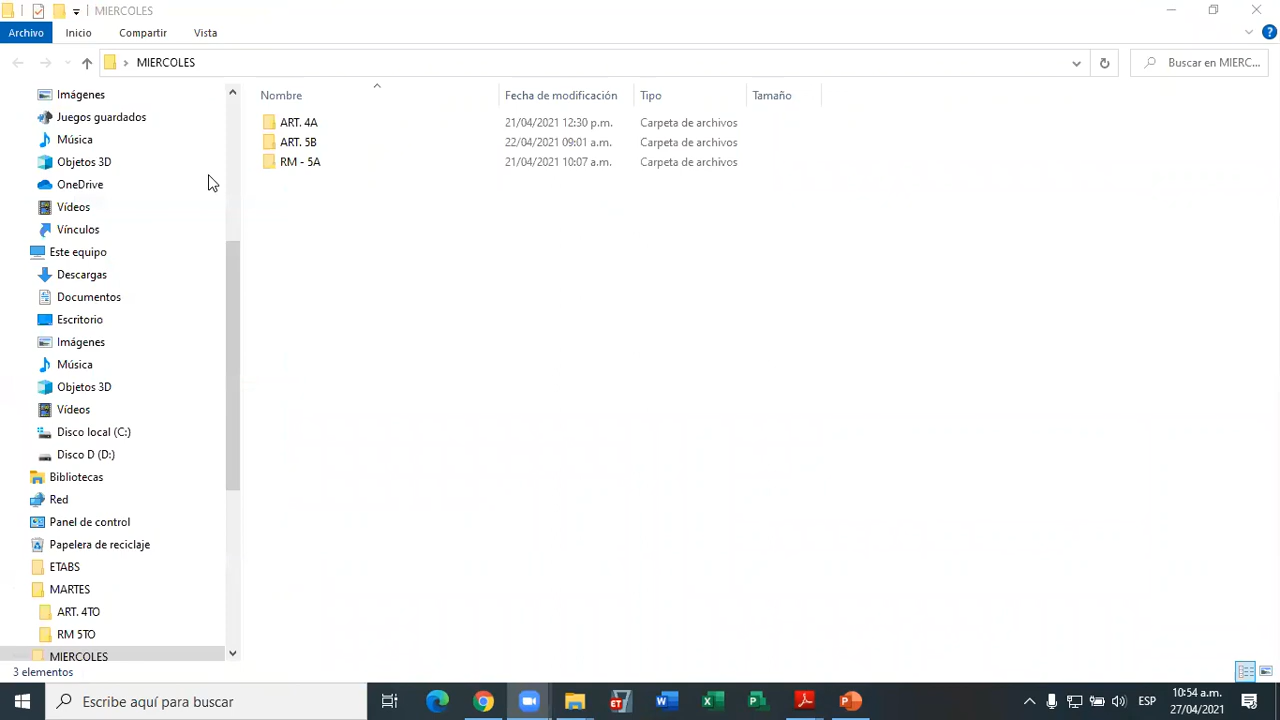 MIERCOLES
Archivo Inicio Compartir Vista
MIERCOLES Buscar en MIERC...
Nombre Fecha de modificación Tipo Tamaño
ART. 4A 21/04/2021 12:30 p.m. Carpeta de archivos
ART. 5B 22/04/2021 09:01 a.m. Carpeta de archivos
RM - 5A 21/04/2021 10:07 a.m. Carpeta de archivos
Imágenes
Juegos guardados
Música
Objetos 3D
OneDrive
Vídeos
Vínculos
Este equipo
Descargas
Documentos
Escritorio
Imágenes
Música
Objetos 3D
Vídeos
Disco local (C:)
Disco D (D:)
Bibliotecas
Red
Panel de control
Papelera de reciclaje
ETABS
MARTES
ART. 4TO
RM 5TO
MIERCOLES
3 elementos
Escribe aquí para buscar
ESP
10:54 a.m.
27/04/2021